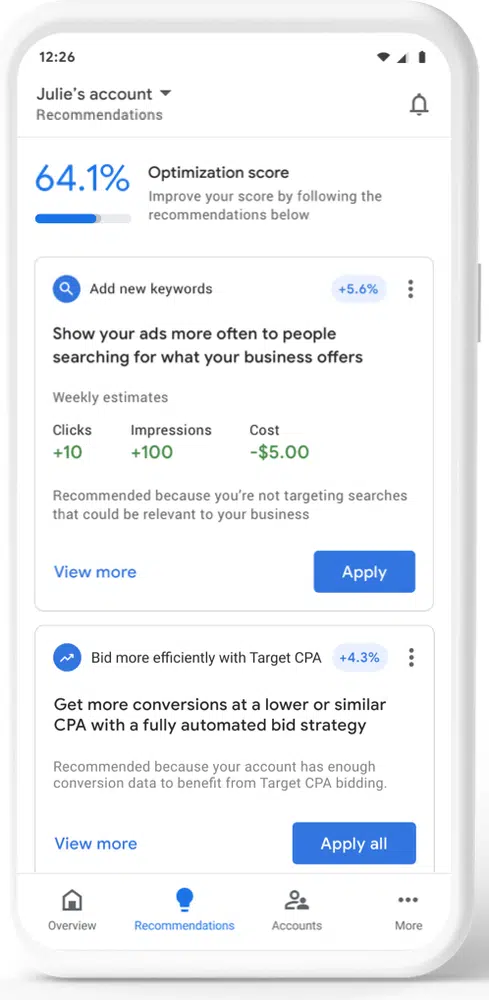 12:26
Julie's account
Recommendations
64.1%
Optimization score
Improve your score by following the
recommendations below
Add new keywords
+5.6%
Show your ads more often to people
searching for what your business offers
Weekly estimates
Clicks Impressions Cost
+10 +100 -$5.00
Recommended because you're not targeting searches
that could be relevant to your business
View more
Apply
Bid more efficiently with Target CPA
+4.3%
Get more conversions at a lower or similar
CPA with a fully automated bid strategy
Recommended because your account has enough
conversion data to benefit from Target CPA bidding.
View more
Apply all
Overview Recommendations Accounts More